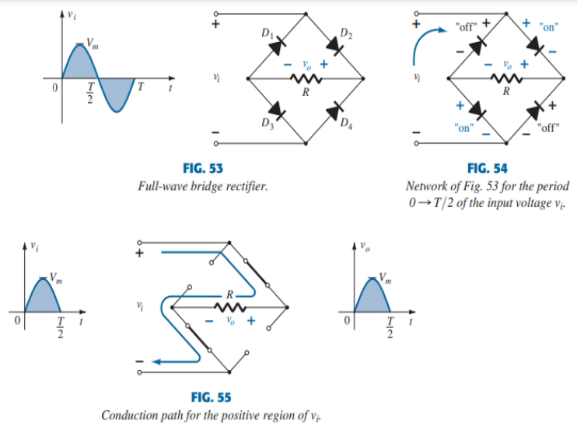 vi
Vm
0
T
2
T
t
+
D1
D2
vi
− vo +
R
D3
D4
−
FIG. 53
Full-wave bridge rectifier.
+
"off" +
+ "on"
−
−
vi
− vo +
R
+
+
"on" −
− "off"
−
FIG. 54
Network of Fig. 53 for the period
0→T/2 of the input voltage vi.
vi
Vm
0
T
2
t
+
vi
R
− vo +
−
vo
Vm
0
T
2
t
FIG. 55
Conduction path for the positive region of vi.